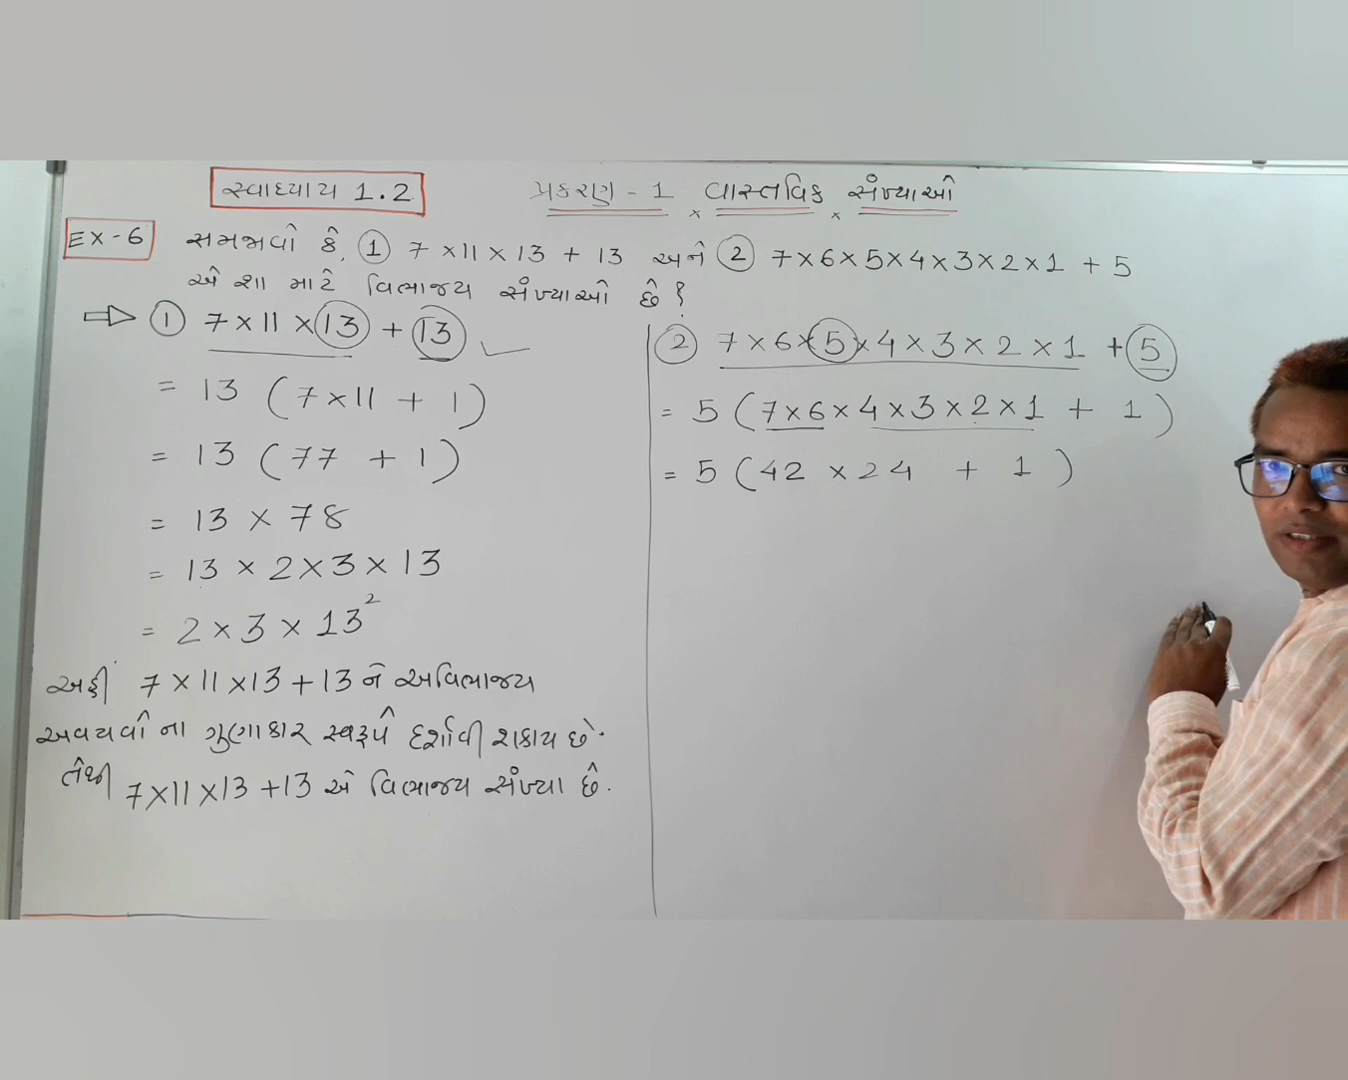 સ્વાધ્યાય 1.2
પ્રકરણ - 1 વાસ્તવિક સંખ્યાઓ
EX-6 સમજાવો કે, ① 7 × 11 × 13 + 13 અને ② 7 × 6 × 5 × 4 × 3 × 2 × 1 + 5
એ શા માટે વિભાજ્ય સંખ્યાઓ છે ?
⇒ ① 7 × 11 × 13 + 13 ✓
= 13 (7 × 11 + 1)
= 13 (77 + 1)
= 13 × 78
= 13 × 2 × 3 × 13
= 2 × 3 × 13²
અહીં 7 × 11 × 13 + 13 ને અવિભાજ્ય
અવયવો ના ગુણાકાર સ્વરૂપે દર્શાવી શકાય છે.
તેથી 7 × 11 × 13 + 13 એ વિભાજ્ય સંખ્યા છે.
② 7 × 6 × 5 × 4 × 3 × 2 × 1 + 5
= 5 (7 × 6 × 4 × 3 × 2 × 1 + 1)
= 5 (42 × 24 + 1)